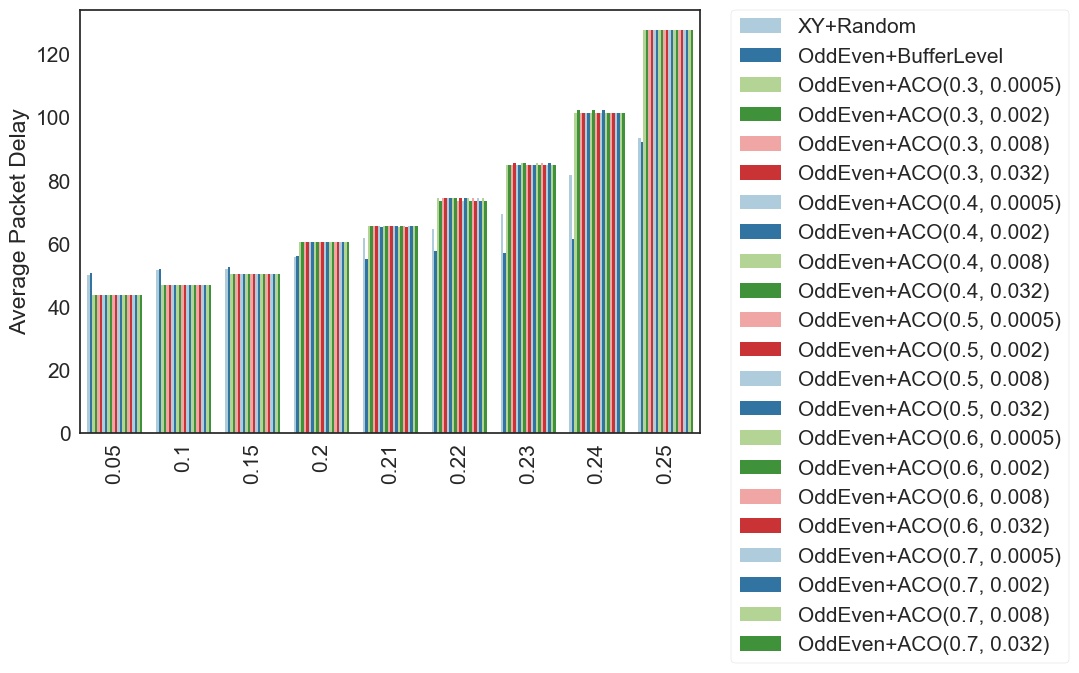 Average Packet Delay
120
100
80
60
40
20
0
0.05
0.1
0.15
0.2
0.21
0.22
0.23
0.24
0.25
XY+Random
OddEven+BufferLevel
OddEven+ACO(0.3, 0.0005)
OddEven+ACO(0.3, 0.002)
OddEven+ACO(0.3, 0.008)
OddEven+ACO(0.3, 0.032)
OddEven+ACO(0.4, 0.0005)
OddEven+ACO(0.4, 0.002)
OddEven+ACO(0.4, 0.008)
OddEven+ACO(0.4, 0.032)
OddEven+ACO(0.5, 0.0005)
OddEven+ACO(0.5, 0.002)
OddEven+ACO(0.5, 0.008)
OddEven+ACO(0.5, 0.032)
OddEven+ACO(0.6, 0.0005)
OddEven+ACO(0.6, 0.002)
OddEven+ACO(0.6, 0.008)
OddEven+ACO(0.6, 0.032)
OddEven+ACO(0.7, 0.0005)
OddEven+ACO(0.7, 0.002)
OddEven+ACO(0.7, 0.008)
OddEven+ACO(0.7, 0.032)